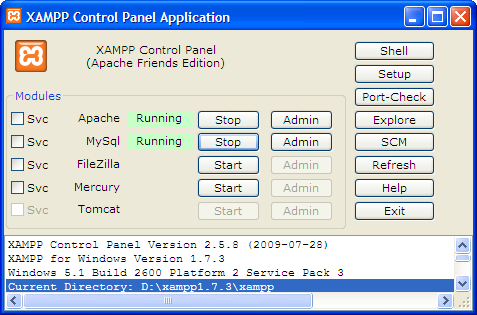 XAMPP Control Panel Application
XAMPP Control Panel
(Apache Friends Edition)
Shell
Setup
Port-Check
Explore
SCM
Refresh
Help
Exit
Modules
Svc Apache Running Stop Admin
Svc MySql Running Stop Admin
Svc FileZilla Start Admin
Svc Mercury Start Admin
Svc Tomcat Start Admin
XAMPP Control Panel Version 2.5.8 (2009-07-28)
XAMPP for Windows Version 1.7.3
Windows 5.1 Build 2600 Platform 2 Service Pack 3
Current Directory: D:\xampp1.7.3\xampp